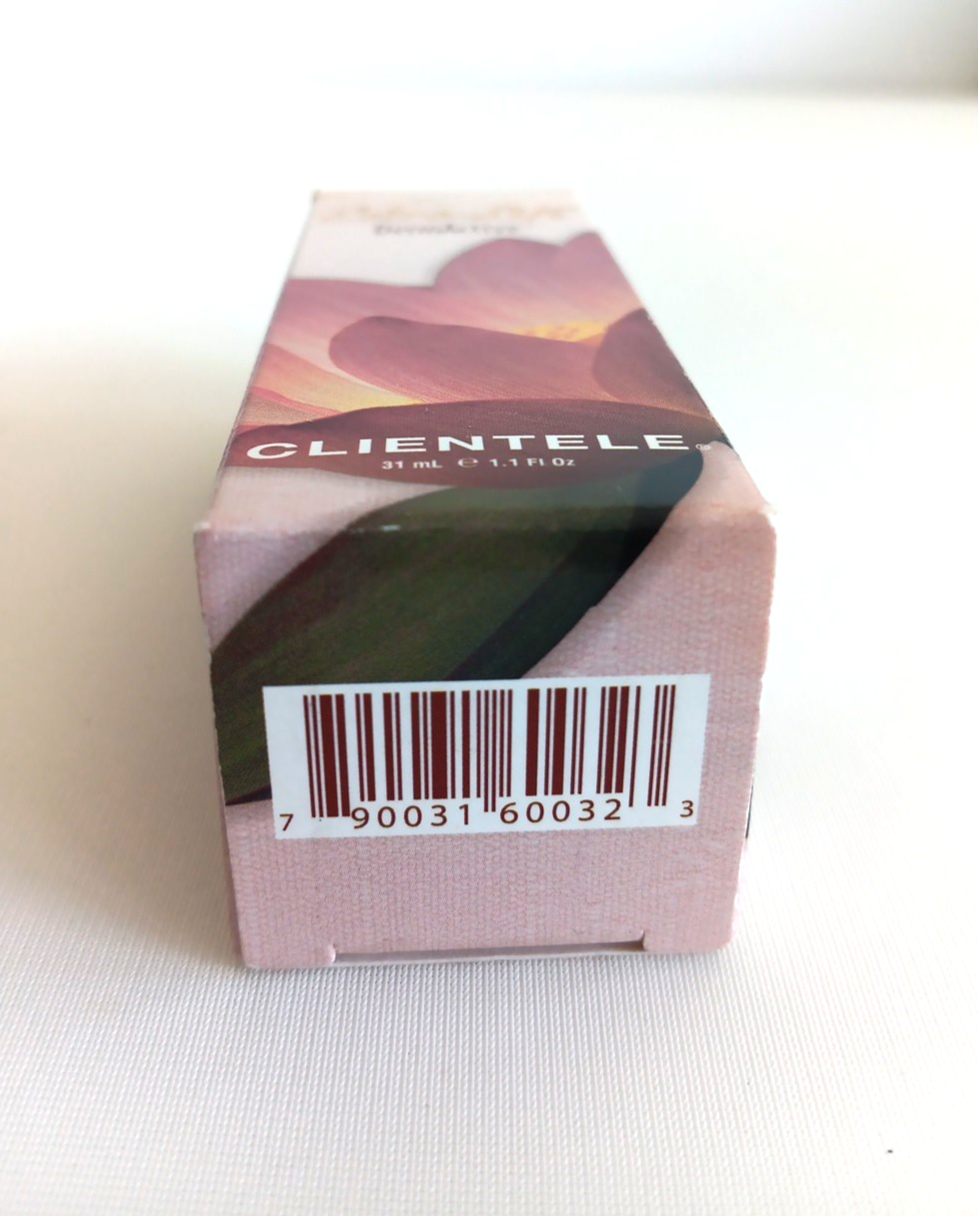 CLIENTELE®
31 mL ℮ 1.1 Fl Oz
7 90031 60032 3